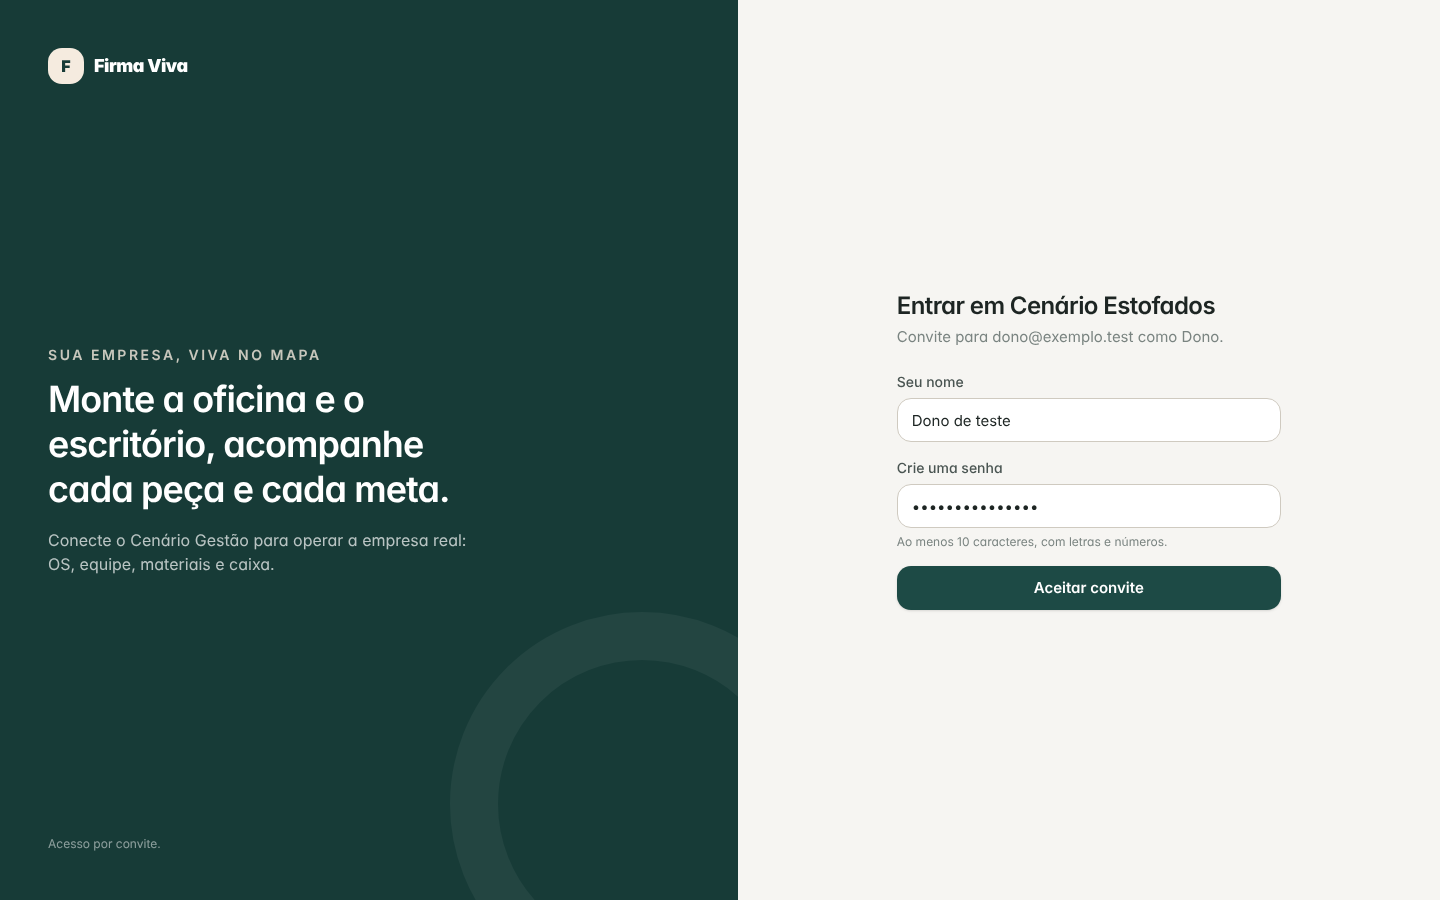 F
Firma Viva
SUA EMPRESA, VIVA NO MAPA
Monte a oficina e o
escritório, acompanhe
cada peça e cada meta.
Conecte o Cenário Gestão para operar a empresa real:
OS, equipe, materiais e caixa.
Acesso por convite.
Entrar em Cenário Estofados
Convite para dono@exemplo.test como Dono.
Seu nome
Dono de teste
Crie uma senha
•••••••••••••••
Ao menos 10 caracteres, com letras e números.
Aceitar convite